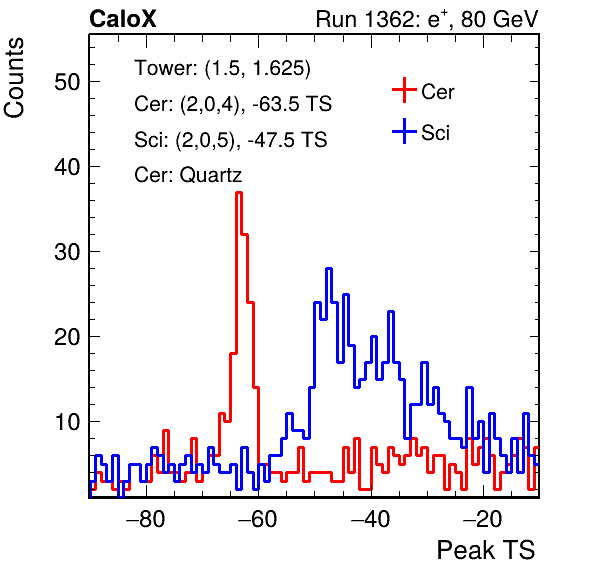 CaloX Run 1362: e⁺, 80 GeV
Counts
Tower: (1.5, 1.625)
Cer: (2,0,4), -63.5 TS
Sci: (2,0,5), -47.5 TS
Cer: Quartz
Cer
Sci
50
40
30
20
10
−80 −60 −40 −20
Peak TS